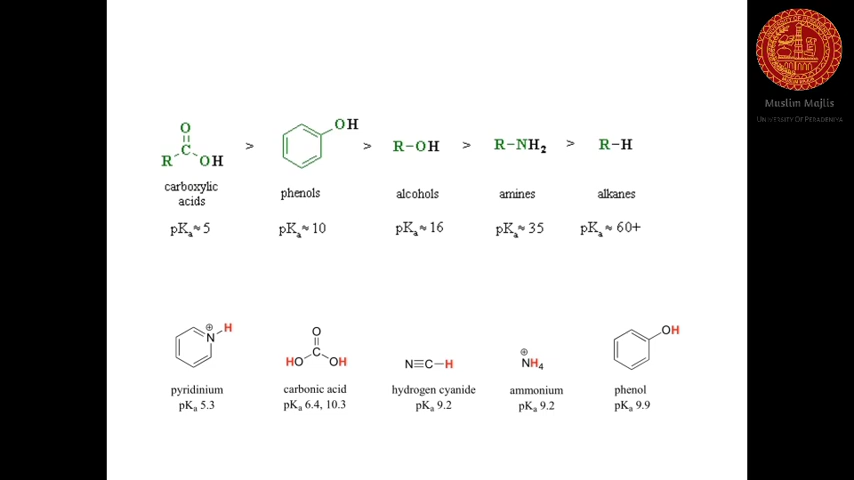 Muslim Majlis
UNIVERSITY OF PERADENIYA
O
C
R
OH
>
OH
>
R-OH
>
R-NH₂
>
R-H
carboxylic
acids
phenols
alcohols
amines
alkanes
pKₐ≈5
pKₐ≈10
pKₐ≈16
pKₐ≈35
pKₐ≈60+
⊕
N
H
O
HO
C
OH
N≡C-H
⊕
NH₄
OH
pyridinium
pKₐ 5.3
carbonic acid
pKₐ 6.4, 10.3
hydrogen cyanide
pKₐ 9.2
ammonium
pKₐ 9.2
phenol
pKₐ 9.9